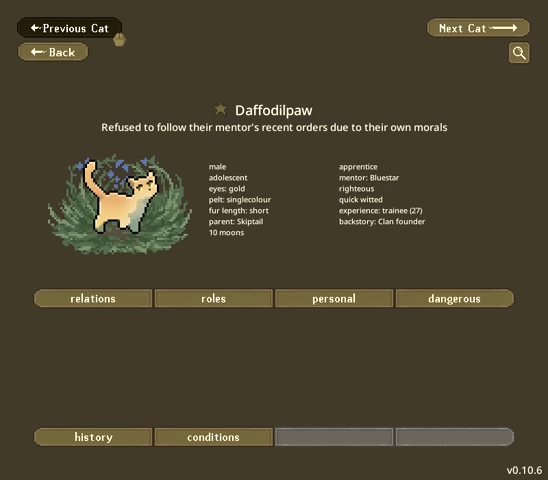 Previous Cat
Next Cat
Back
Daffodilpaw
Refused to follow their mentor's recent orders due to their own morals
male
adolescent
eyes: gold
pelt: singlecolour
fur length: short
parent: Skiptail
10 moons
apprentice
mentor: Bluestar
righteous
quick witted
experience: trainee (27)
backstory: Clan founder
relations
roles
personal
dangerous
history
conditions
v0.10.6